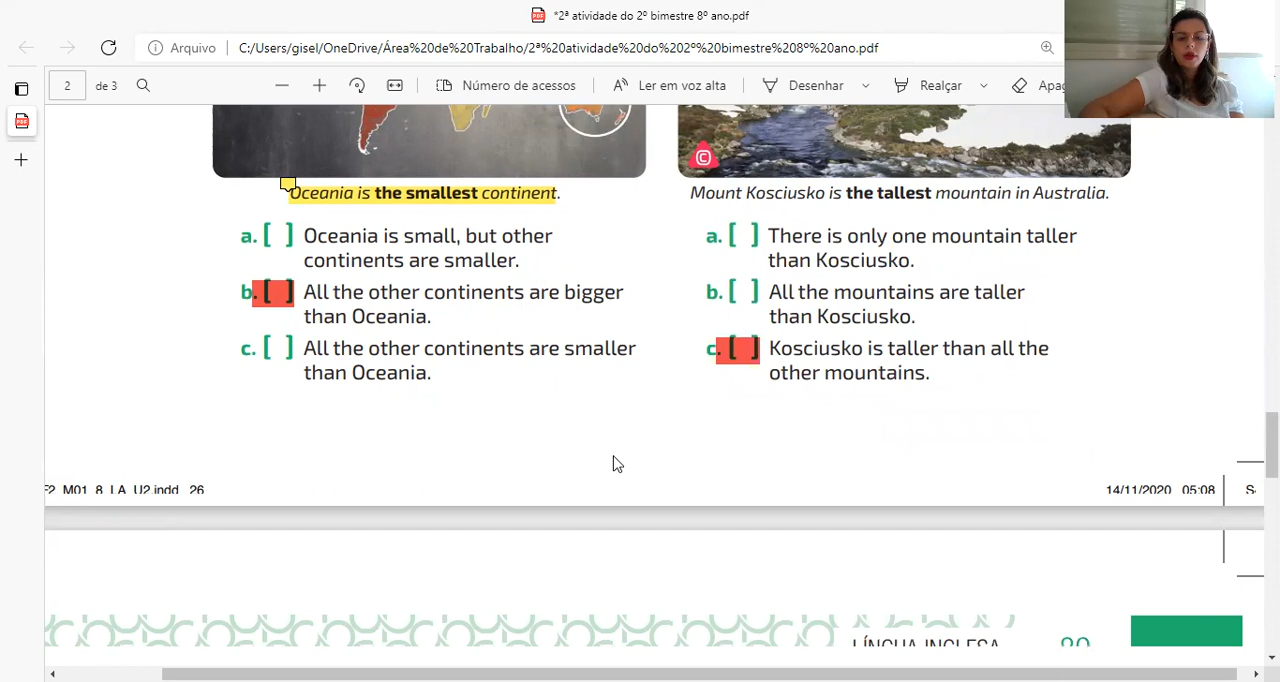 *2ª atividade do 2º bimestre 8º ano.pdf
Arquivo C:/Users/gisel/OneDrive/Área%20de%20Trabalho/2ª%20atividade%20do%202º%20bimestre%208º%20ano.pdf
2 de 3 Número de acessos Ler em voz alta Desenhar Realçar
Oceania is the smallest continent.
a. [ ] Oceania is small, but other
continents are smaller.
b. [ ] All the other continents are bigger
than Oceania.
c. [ ] All the other continents are smaller
than Oceania.
Mount Kosciusko is the tallest mountain in Australia.
a. [ ] There is only one mountain taller
than Kosciusko.
b. [ ] All the mountains are taller
than Kosciusko.
c. [ ] Kosciusko is taller than all the
other mountains.
F2_M01_8_LA_U2.indd 26
14/11/2020 05:08
LÍNGUA INGLESA